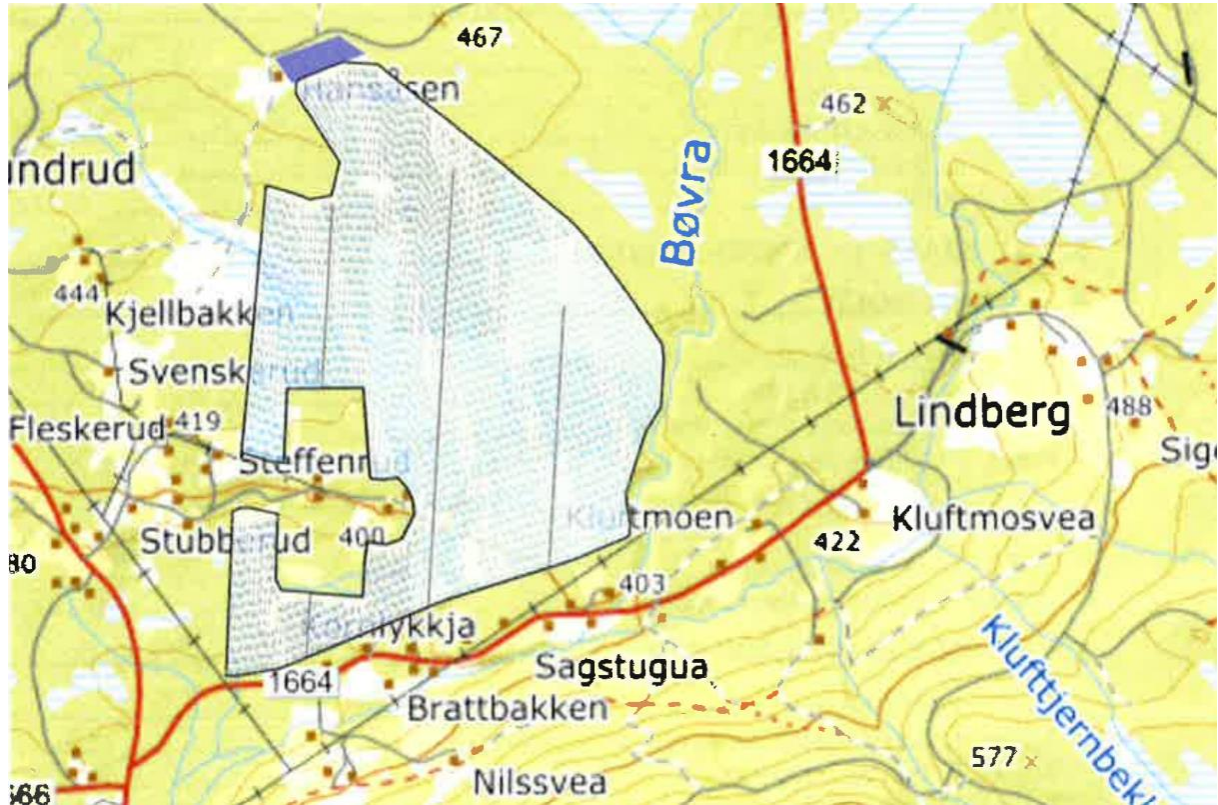 467
Hansåsen
462
1664
ndrud
Bøvra
444
Kjellbakken
Svenskerud
Lindberg
488
Fleskerud
419
Steffenrud
Sig
Stubberud
400
Kluftmoen
Kluftmosvea
422
80
403
Kornlykkja
Sagstugua
1664
Brattbakken
Klufttjernbekk
577
Nilssvea
66